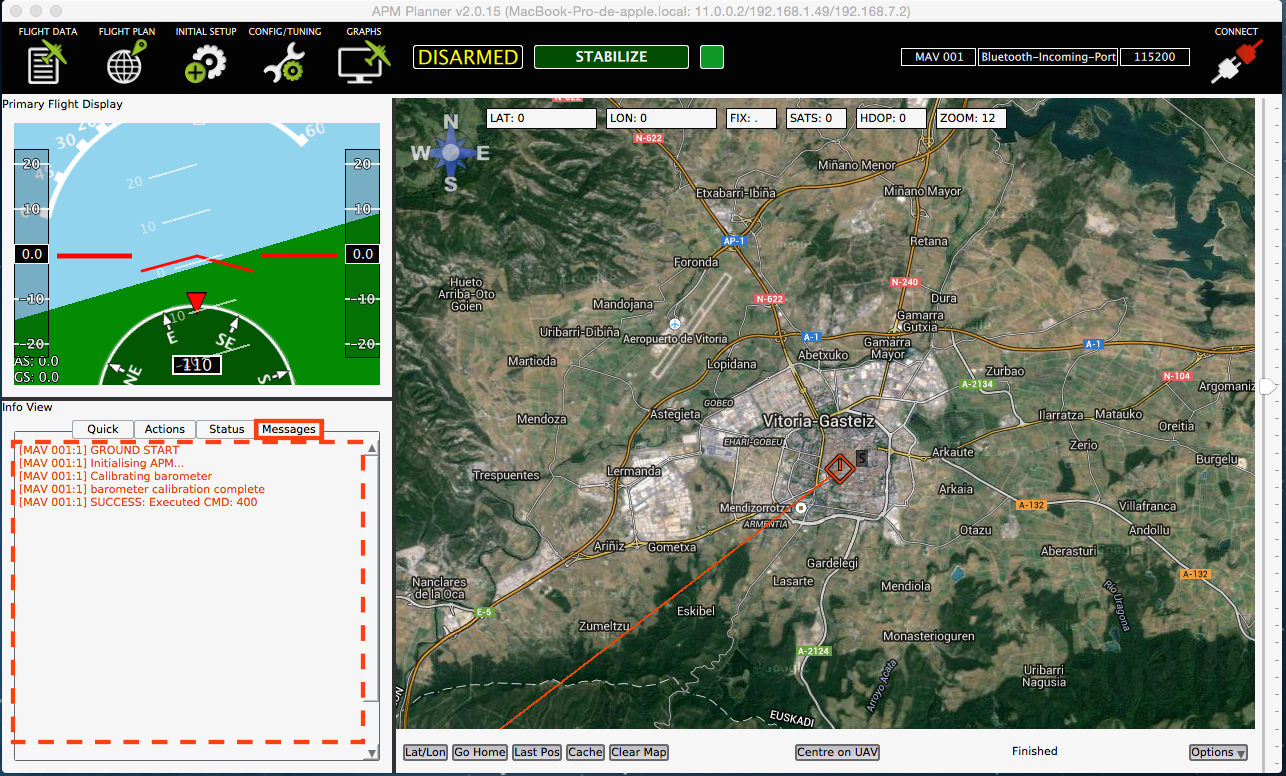 APM Planner v2.0.15 (MacBook-Pro-de-apple.local: 11.0.0.2/192.168.1.49/192.168.7.2)
FLIGHT DATA FLIGHT PLAN INITIAL SETUP CONFIG/TUNING GRAPHS CONNECT
DISARMED STABILIZE MAV 001 Bluetooth-Incoming-Port 115200
Primary Flight Display
60
30
20
20
20
10
10
10
10
0.0
0
0.0
-10
-10
10
-20
-20
E
SE
NE
S
110
AS: 0.0
GS: 0.0
Info View
Quick Actions Status Messages
[MAV 001:1] GROUND START
[MAV 001:1] Initialising APM...
[MAV 001:1] Calibrating barometer
[MAV 001:1] barometer calibration complete
[MAV 001:1] SUCCESS: Executed CMD: 400
N
W E
S
LAT: 0 LON: 0 FIX: . SATS: 0 HDOP: 0 ZOOM: 12
N-622
N-622
Miñano Menor
Etxabarri-Ibiña
Miñano Mayor
AP-1
Retana
Foronda
Hueto
Arriba-Oto
Goien
N-240
N-622
Dura
Mandojana
Gamarra
Gutxia
Uribarri-Dibiña
Aeropuerto de Vitoria
A-1
Gamarra
Mayor
A-1
Abetxuko
Martioda
Lopidana
Zurbao
N-104
A-2134
Argomaniz
GOBEO
Astegieta
Mendoza
Vitoria-Gasteiz
Ilarratza
Matauko
Oreitia
EHARI-GOBEU
Zerio
Arkaute
Burgelu
S
Lermanda
Trespuentes
Arkaia
Mendizorrotza
A-132
Villafranca
ARMENTIA
Otazu
Andollu
Ariñiz
Gometxa
Aberasturi
Gardelegi
A-132
Lasarte
Mendiola
Nanclares
de la Oca
Río Uragona
E-5
Eskibel
Zumeltzu
Monasterioguren
A-2124
Arroyo Acata
Uribarri
Nagusia
EUSKADI
Lat/Lon Go Home Last Pos Cache Clear Map Centre on UAV Finished Options